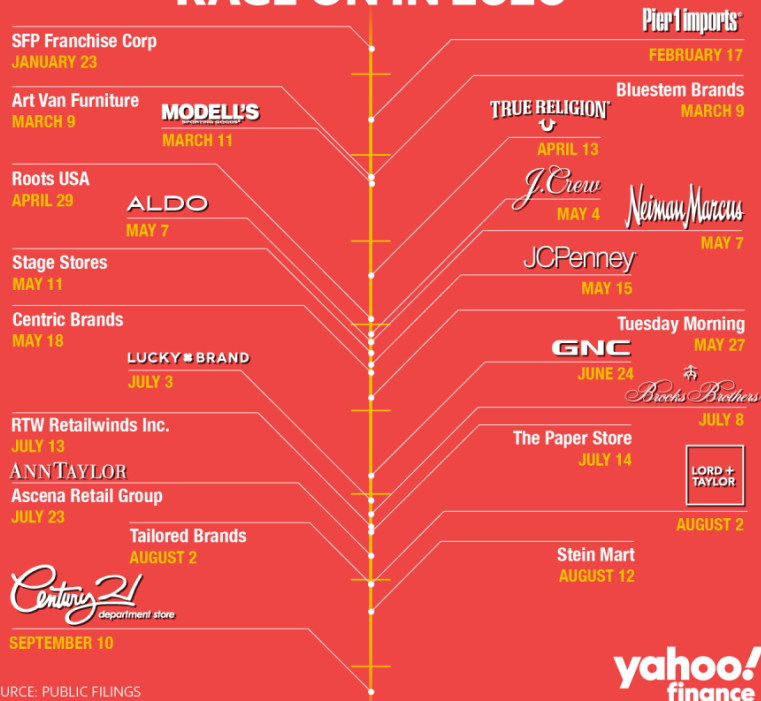 SFP Franchise Corp
JANUARY 23
Pier 1 imports®
FEBRUARY 17
Art Van Furniture
MARCH 9
MODELL'S
SPORTING GOODS
MARCH 11
Bluestem Brands
MARCH 9
TRUE RELIGION
APRIL 13
Roots USA
APRIL 29
ALDO
MAY 7
J.Crew
MAY 4
Neiman Marcus
MAY 7
Stage Stores
MAY 11
JCPenney
MAY 15
Centric Brands
MAY 18
Tuesday Morning
MAY 27
LUCKY BRAND
JULY 3
GNC
JUNE 24
Brooks Brothers
JULY 8
RTW Retailwinds Inc.
JULY 13
The Paper Store
JULY 14
ANN TAYLOR
Ascena Retail Group
JULY 23
LORD +
TAYLOR
AUGUST 2
Tailored Brands
AUGUST 2
Stein Mart
AUGUST 12
Century 21
department store
SEPTEMBER 10
URCE: PUBLIC FILINGS
yahoo!
finance